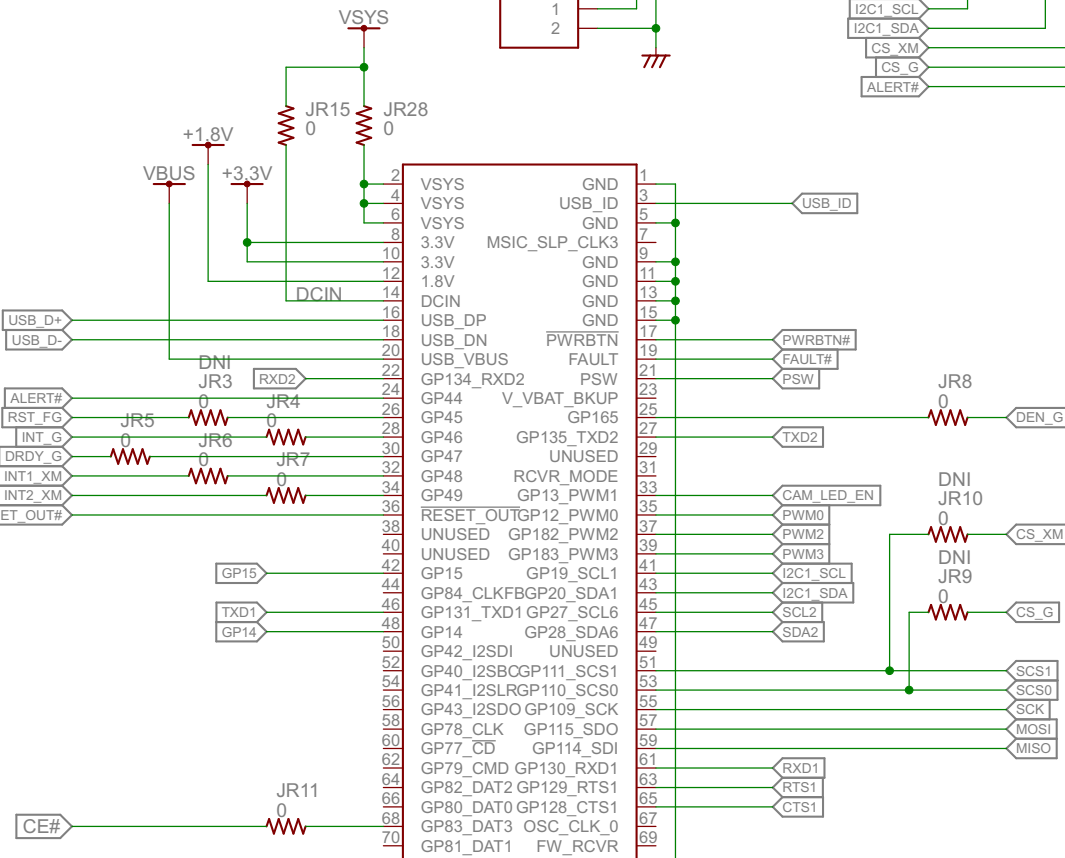 VSYS
1
2
I2C1_SCL
I2C1_SDA
CS_XM
CS_G
ALERT#
JR15
0
JR28
0
+1.8V
VBUS
+3.3V
DCIN
2 VSYS GND 1
4 VSYS USB_ID 3 USB_ID
6 VSYS GND 5
8 3.3V MSIC_SLP_CLK3 7
10 3.3V GND 9
12 1.8V GND 11
14 DCIN GND 13
USB_D+ 16 USB_DP GND 15
USB_D- 18 USB_DN PWRBTN 17 PWRBTN#
20 USB_VBUS FAULT 19 FAULT#
RXD2 22 GP134_RXD2 PSW 21 PSW
ALERT# 24 GP44 V_VBAT_BKUP 23
RST_FG DNI JR3 0 26 GP45 GP165 25 JR8 0 DEN_G
INT_G JR4 0 28 GP46 GP135_TXD2 27 TXD2
DRDY_G JR5 0 30 GP47 UNUSED 29
INT1_XM JR6 0 32 GP48 RCVR_MODE 31
INT2_XM JR7 0 34 GP49 GP13_PWM1 33 CAM_LED_EN
ET_OUT# 36 RESET_OUT GP12_PWM0 35 PWM0
38 UNUSED GP182_PWM2 37 PWM2
40 UNUSED GP183_PWM3 39 PWM3
DNI
JR10
0
CS_XM
GP15 42 GP15 GP19_SCL1 41 I2C1_SCL
44 GP84_CLKFB GP20_SDA1 43 I2C1_SDA
DNI
JR9
0
CS_G
TXD1 46 GP131_TXD1 GP27_SCL6 45 SCL2
GP14 48 GP14 GP28_SDA6 47 SDA2
50 GP42_I2SDI UNUSED 49
52 GP40_I2SBC GP111_SCS1 51 SCS1
54 GP41_I2SLR GP110_SCS0 53 SCS0
56 GP43_I2SDO GP109_SCK 55 SCK
58 GP78_CLK GP115_SDO 57 MOSI
60 GP77_CD GP114_SDI 59 MISO
62 GP79_CMD GP130_RXD1 61 RXD1
64 GP82_DAT2 GP129_RTS1 63 RTS1
66 GP80_DAT0 GP128_CTS1 65 CTS1
CE# JR11 0 68 GP83_DAT3 OSC_CLK_0 67
70 GP81_DAT1 FW_RCVR 69